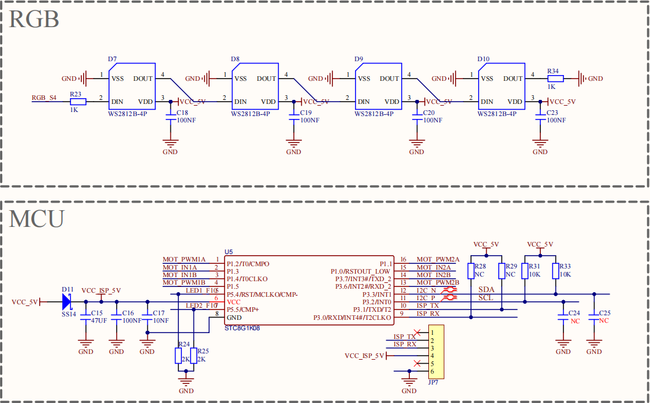 RGB
D7
D8
D9
D10
GND 1 VSS DOUT 4
GND 1 VSS DOUT 4
GND 1 VSS DOUT 4
GND 1 VSS DOUT 4 R34 GND
1K
RGB_S4 R23 2 DIN VDD 3 VCC_5V
2 DIN VDD 3 VCC_5V
2 DIN VDD 3 VCC_5V
2 DIN VDD 3 VCC_5V
1K
WS2812B-4P C18 100NF
WS2812B-4P C19 100NF
WS2812B-4P C20 100NF
WS2812B-4P C23 100NF
GND GND GND GND
MCU
U5
MOT_PWM1A 1 P1.2/T0/CMPO P1.1 16 MOT_PWM2A
MOT_IN1A 2 P1.3 P1.0/RSTOUT_LOW 15 MOT_IN2A
MOT_IN1B 3 P1.4/T0CLKO P3.7/INT3#/TXD_2 14 MOT_IN2B
MOT_PWM1B 4 P1.5 P3.6/INT2#/RXD_2 13 MOT_PWM2B
LED1_F10 5 P5.4/RST/MCLKO/CMP- P3.3/INT1 12 I2C_N SDA
6 VCC P3.2/INT0 11 I2C_P SCL
LED2_F10 7 P5.5/CMP+ P3.1/TXD/T2 10 ISP_TX
8 GND P3.0/RXD/INT4#/T2CLKO 9 ISP_RX
STC8G1K08
VCC_5V D11 VCC_ISP_5V
SS14
C15 47UF
C16 100NF
C17 10NF
GND GND GND
R24 2K
R25 2K
GND
VCC_5V
VCC_5V
R28 NC
R29 NC
R31 10K
R33 10K
C24 NC
C25 NC
GND GND
1
ISP_TX 2
ISP_RX 3
VCC_ISP_5V 4
5
6
GND
JP7